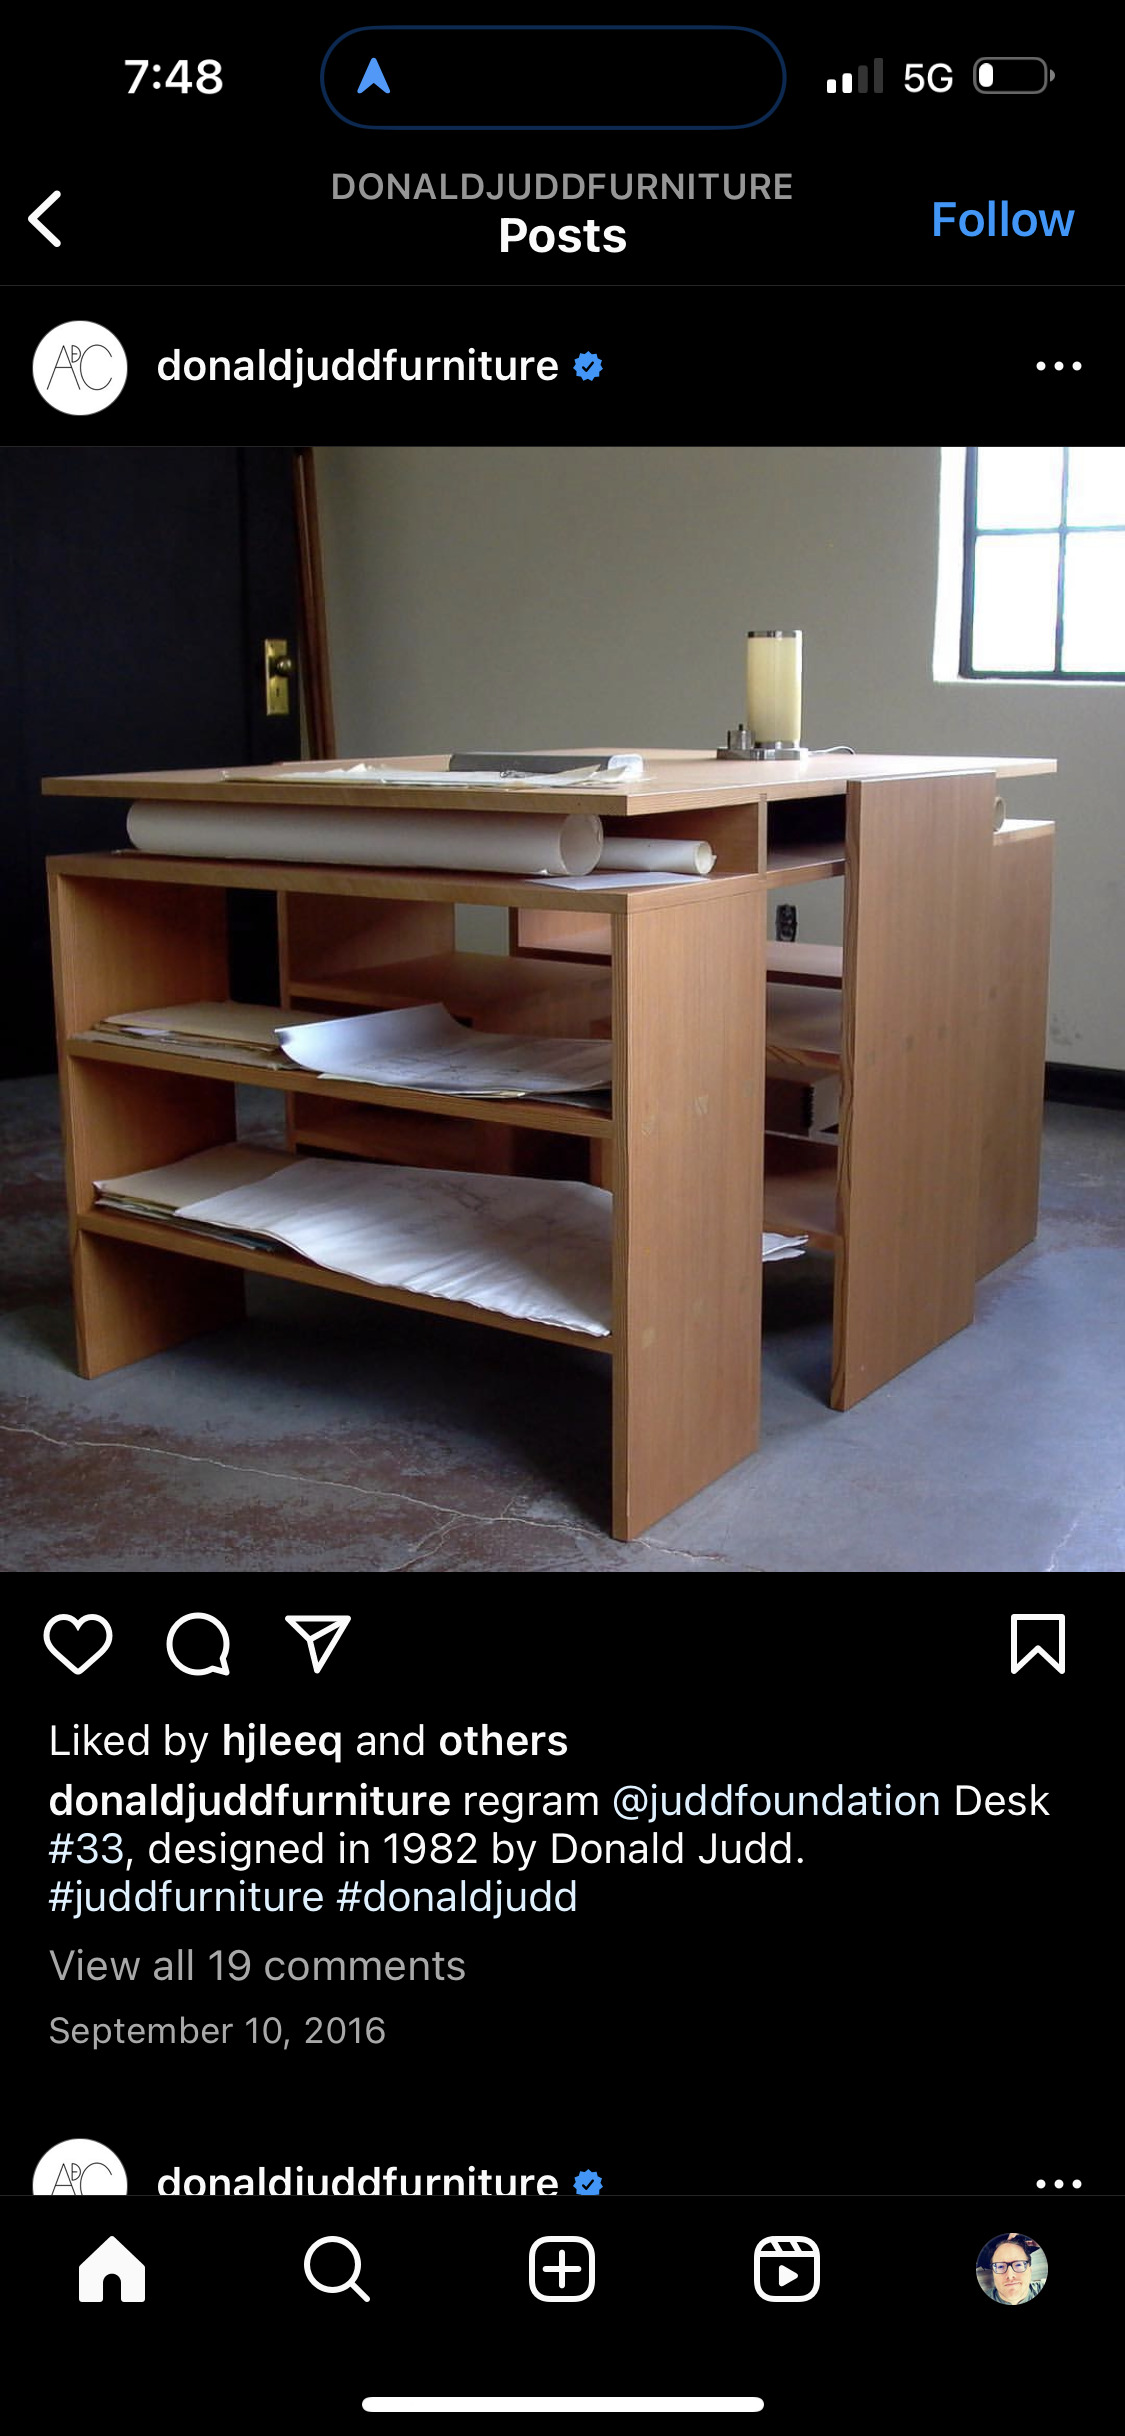 7:48
5G
DONALDJUDDFURNITURE
Posts
Follow
ADC
donaldjuddfurniture
Liked by hjleeq and others
donaldjuddfurniture regram @juddfoundation Desk
#33, designed in 1982 by Donald Judd.
#juddfurniture #donaldjudd
View all 19 comments
September 10, 2016
ADC
donaldjuddfurniture